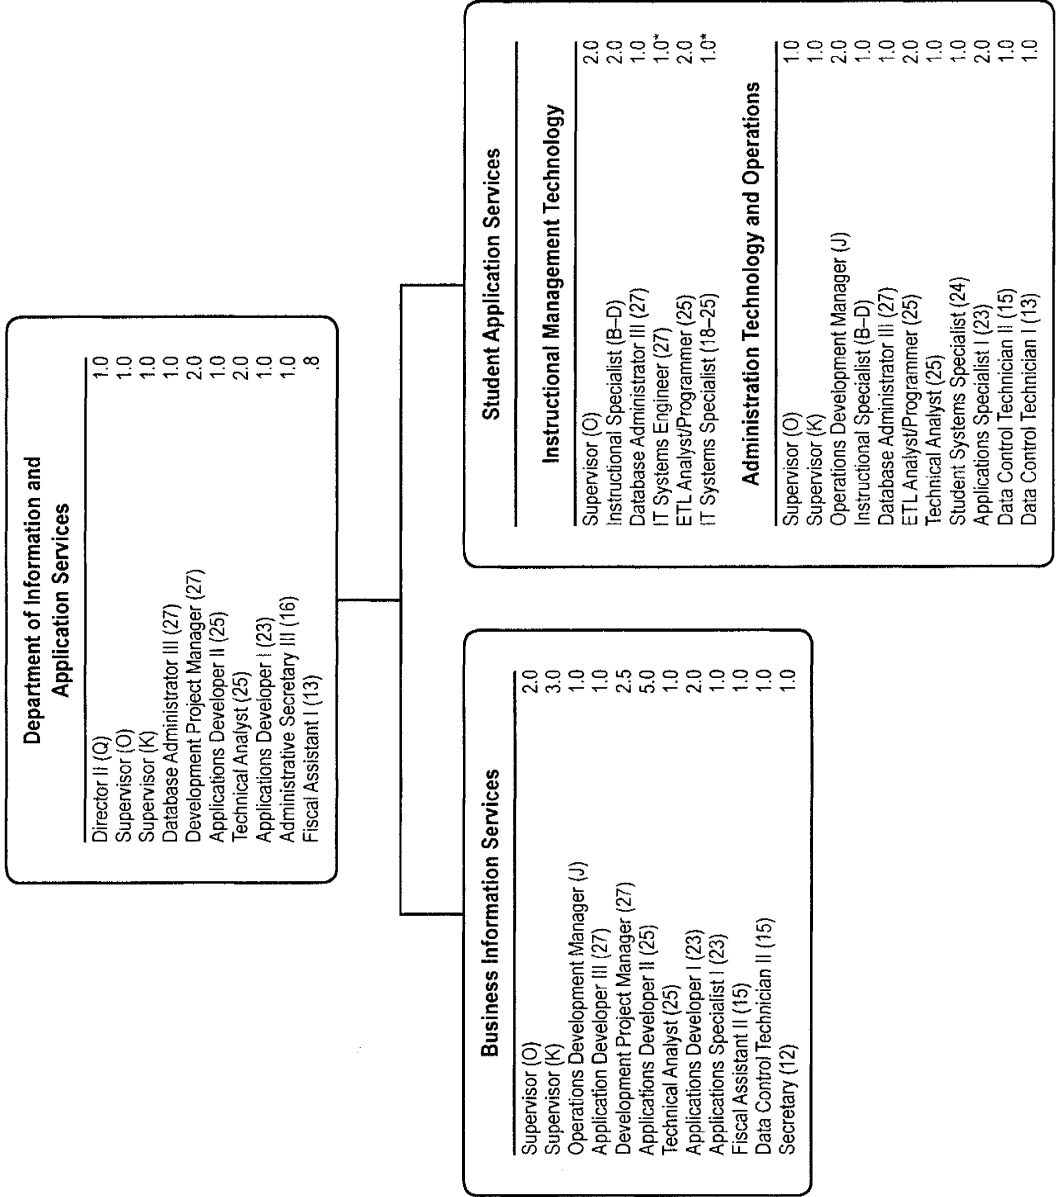 Department of Information and
Application Services
Director II (Q) 1.0
Supervisor (O) 1.0
Supervisor (K) 1.0
Database Administrator III (27) 1.0
Development Project Manager (27) 2.0
Applications Developer II (25) 1.0
Technical Analyst (25) 2.0
Applications Developer I (23) 1.0
Administrative Secretary III (16) 1.0
Fiscal Assistant I (13) .8
Business Information Services
Supervisor (O) 2.0
Supervisor (K) 3.0
Operations Development Manager (J) 1.0
Application Developer III (27) 1.0
Development Project Manager (27) 2.5
Applications Developer II (25) 5.0
Technical Analyst (25) 1.0
Applications Developer I (23) 2.0
Applications Specialist I (23) 1.0
Fiscal Assistant II (15) 1.0
Data Control Technician II (15) 1.0
Secretary (12) 1.0
Student Application Services
Instructional Management Technology
Supervisor (O) 2.0
Instructional Specialist (B–D) 2.0
Database Administrator III (27) 1.0
IT Systems Engineer (27) 1.0*
ETL Analyst/Programmer (25) 2.0
IT Systems Specialist (18–25) 1.0*
Administration Technology and Operations
Supervisor (O) 1.0
Supervisor (K) 1.0
Operations Development Manager (J) 2.0
Instructional Specialist (B–D) 1.0
Database Administrator III (27) 1.0
ETL Analyst/Programmer (25) 2.0
Technical Analyst (25) 1.0
Student Systems Specialist (24) 1.0
Applications Specialist I (23) 2.0
Data Control Technician II (15) 1.0
Data Control Technician I (13) 1.0